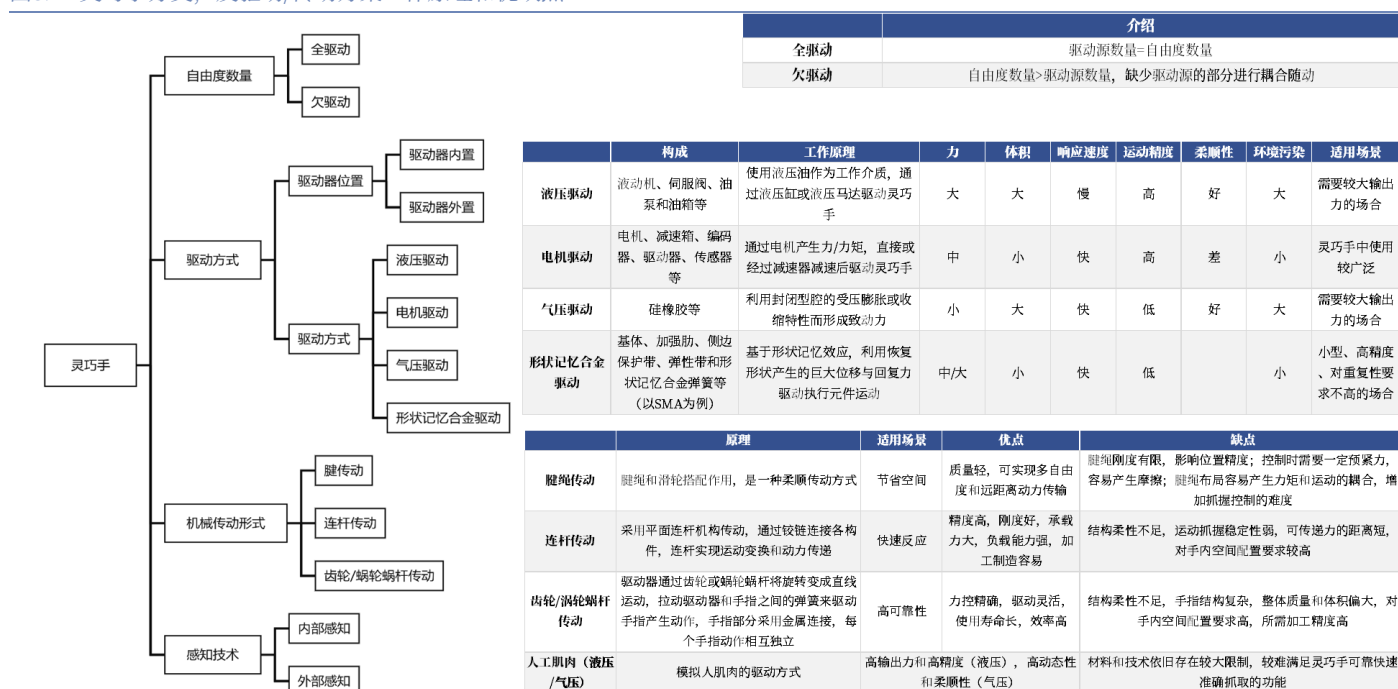 自由度数量
全驱动
欠驱动
驱动方式
驱动器位置
驱动器内置
驱动器外置
驱动方式
液压驱动
电机驱动
气压驱动
形状记忆合金驱动
灵巧手
机械传动形式
腱传动
连杆传动
齿轮/蜗轮蜗杆传动
感知技术
内部感知
外部感知
介绍
全驱动 驱动源数量=自由度数量
欠驱动 自由度数量>驱动源数量，缺少驱动源的部分进行耦合随动
构成 工作原理 力 体积 响应速度 运动精度 柔顺性 环境污染 适用场景
液压驱动
液动机、伺服阀、油
泵和油箱等
使用液压油作为工作介质，通
过液压缸或液压马达驱动灵巧
手
大 大 慢 高 好 大
需要较大输出
力的场合
电机驱动
电机、减速箱、编码
器、驱动器、传感器
等
通过电机产生力/力矩，直接或
经过减速器减速后驱动灵巧手
中 小 快 高 差 小
灵巧手中使用
较广泛
气压驱动
硅橡胶等
利用封闭型腔的受压膨胀或收
缩特性而形成致动力
小 大 快 低 好 大
需要较大输出
力的场合
形状记忆合金
驱动
基体、加强肋、侧边
保护带、弹性带和形
状记忆合金弹簧等
（以SMA为例）
基于形状记忆效应，利用恢复
形状产生的巨大位移与回复力
驱动执行元件运动
中/大 小 快 低 小
小型、高精度
、对重复性要
求不高的场合
原理 适用场景 优点 缺点
腱绳传动
腱绳和滑轮搭配作用，是一种柔顺传动方式
节省空间
质量轻，可实现多自由
度和远距离动力传输
腱绳刚度有限，影响位置精度；控制时需要一定预紧力，
容易产生摩擦；腱绳布局容易产生力矩和运动的耦合，增
加抓握控制的难度
连杆传动
采用平面连杆机构传动，通过铰链连接各构
件，连杆实现运动变换和动力传递
快速反应
精度高，刚度好，承载
力大，负载能力强，加
工制造容易
结构柔性不足，运动抓握稳定性弱，可传递力的距离短，
对手内空间配置要求较高
齿轮/涡轮蜗杆
传动
驱动器通过齿轮或蜗轮蜗杆将旋转变成直线
运动，拉动驱动器和手指之间的弹簧来驱动
手指产生动作，手指部分采用金属连接，每
个手指动作相互独立
高可靠性
力控精确，驱动灵活，
使用寿命长，效率高
结构柔性不足，手指结构复杂，整体质量和体积偏大，对
手内空间配置要求高，所需加工精度高
人工肌肉（液压
/气压）
模拟人肌肉的驱动方式
高输出力和高精度（液压），高动态性
和柔顺性（气压）
材料和技术依旧存在较大限制，较难满足灵巧手可靠快速
准确抓取的功能